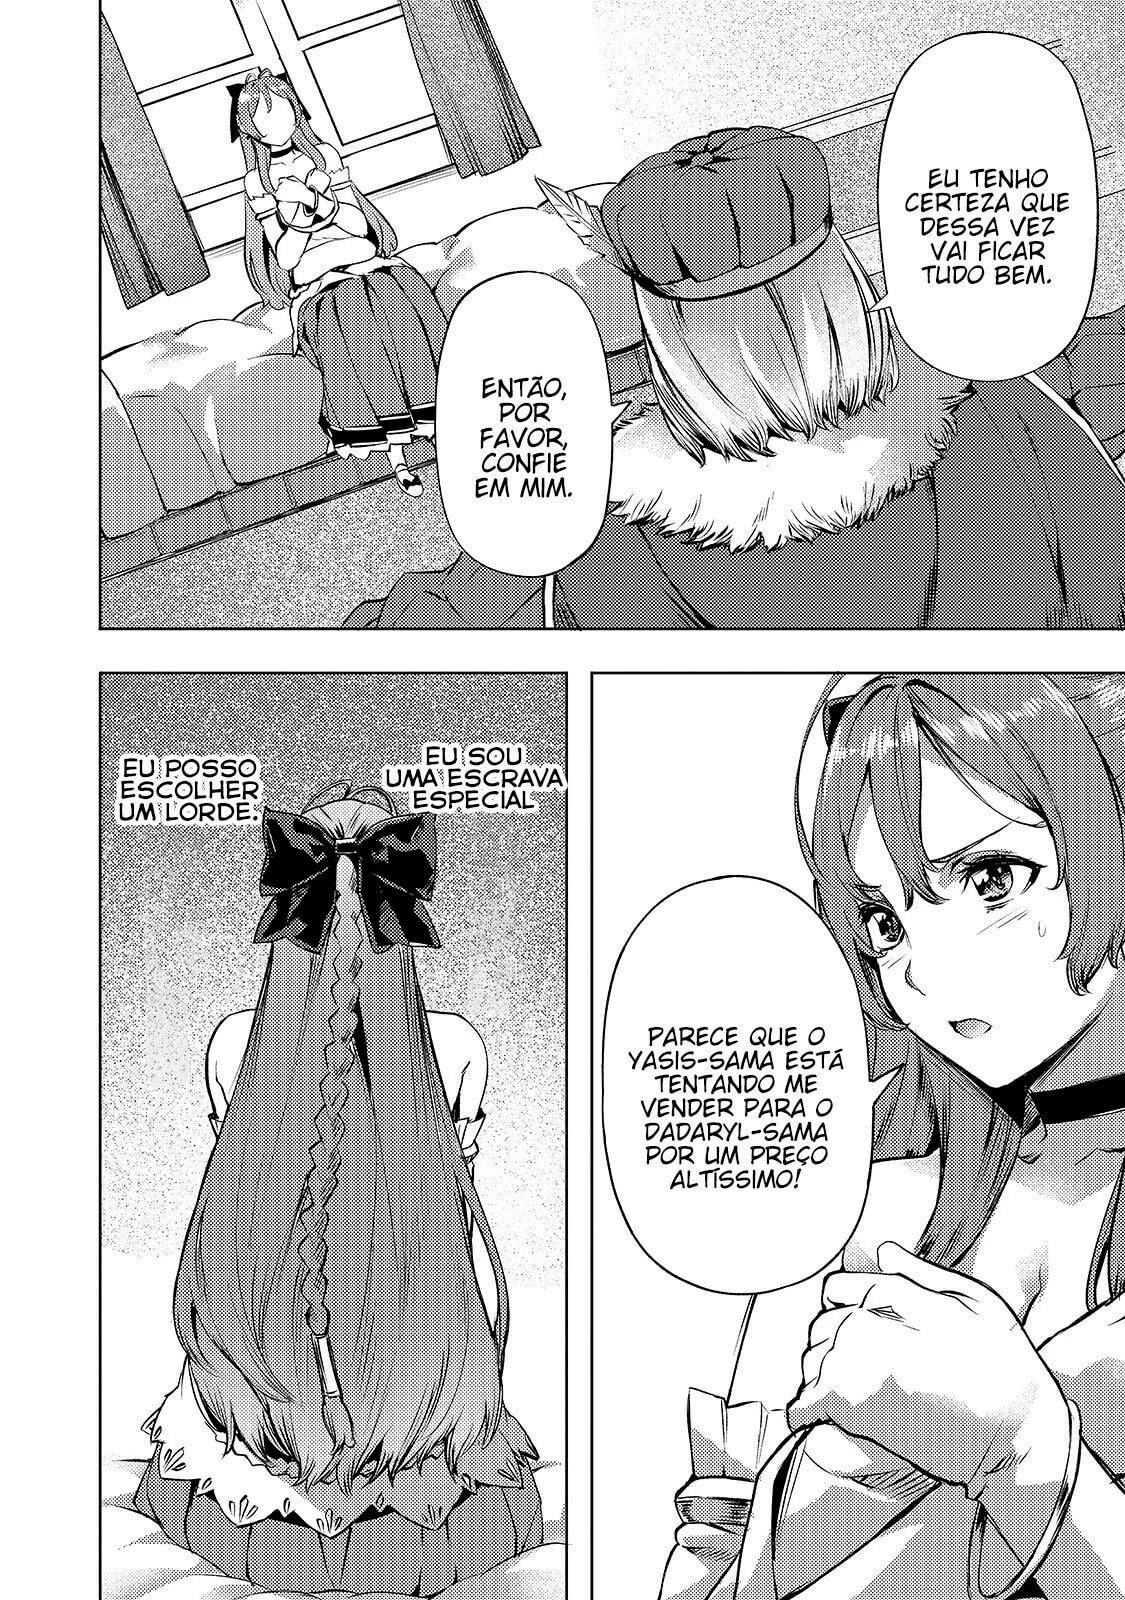 EU TENHO
CERTEZA QUE
DESSA VEZ
VAI FICAR
TUDO BEM.
ENTÃO,
POR
FAVOR,
CONFIE
EM MIM.
PARECE QUE O
YASIS-SAMA ESTÁ
TENTANDO ME
VENDER PARA O
DADARYL-SAMA
POR UM PREÇO
ALTÍSSIMO!
EU SOU
UMA ESCRAVA
ESPECIAL
EU POSSO
ESCOLHER
UM LORDE.